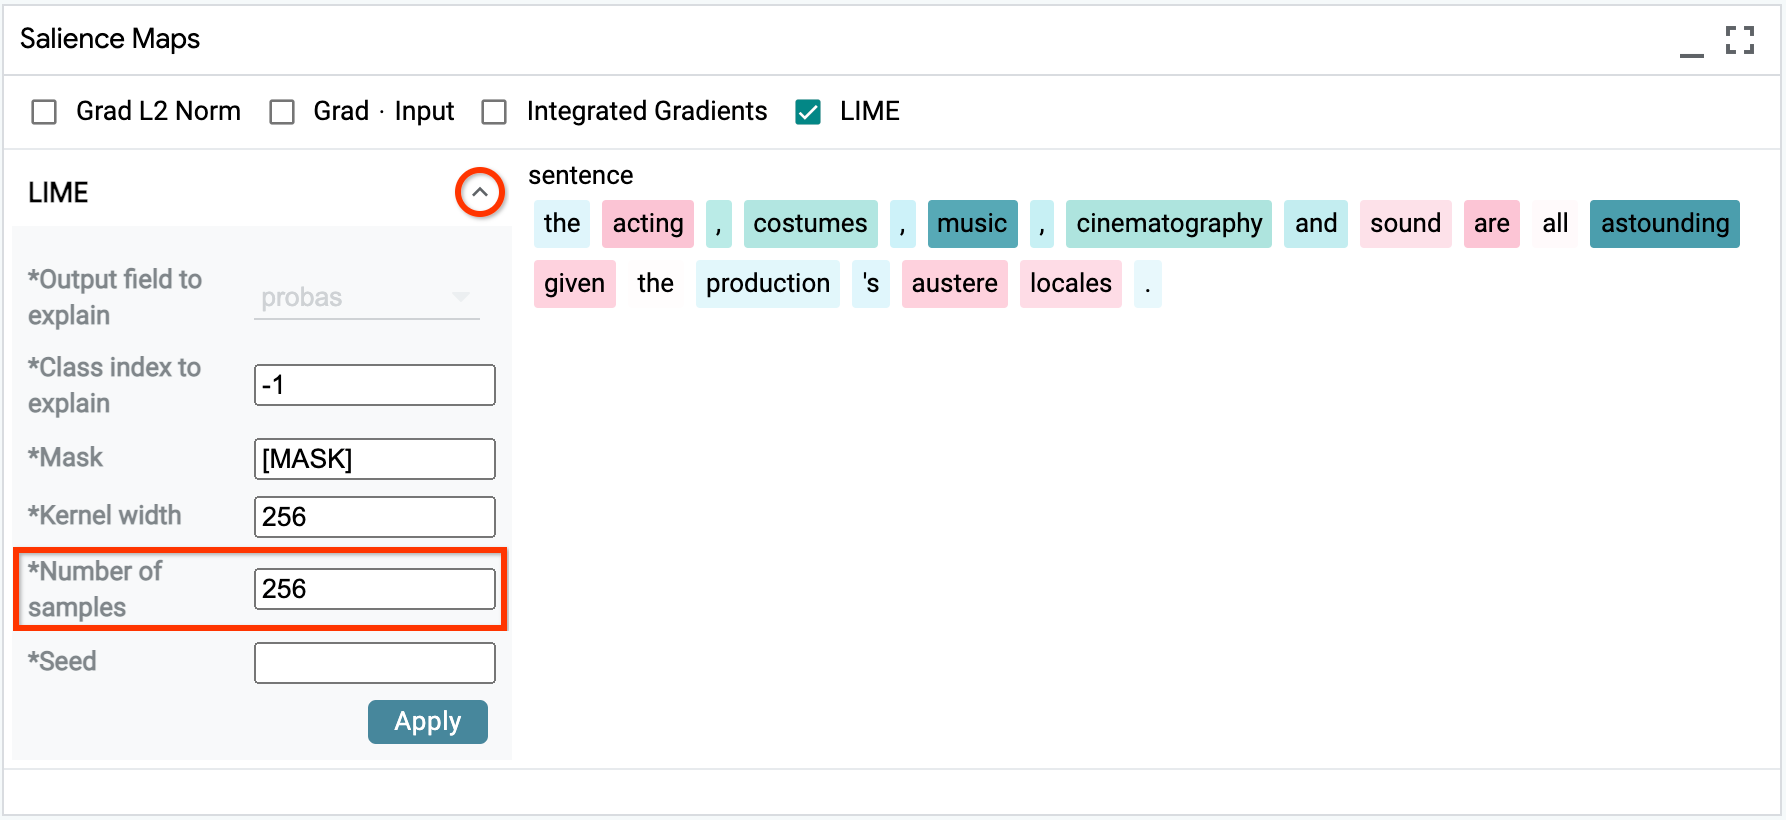 Salience Maps
Grad L2 Norm Grad · Input Integrated Gradients LIME
LIME
*Output field to
explain
probas
*Class index to
explain
-1
*Mask
[MASK]
*Kernel width
256
*Number of
samples
256
*Seed
Apply
sentence
the acting , costumes , music , cinematography and sound are all astounding
given the production 's austere locales .